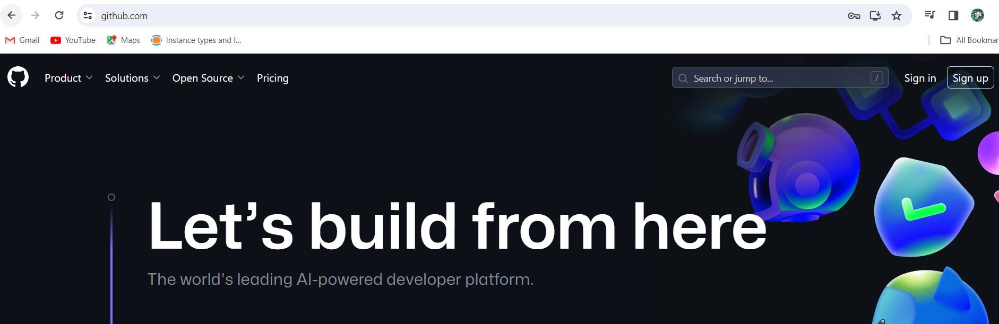 github.com
Gmail YouTube Maps Instance types and I... All Bookmar
Product Solutions Open Source Pricing Search or jump to... / Sign in Sign up
Let’s build from here
The world’s leading AI-powered developer platform.